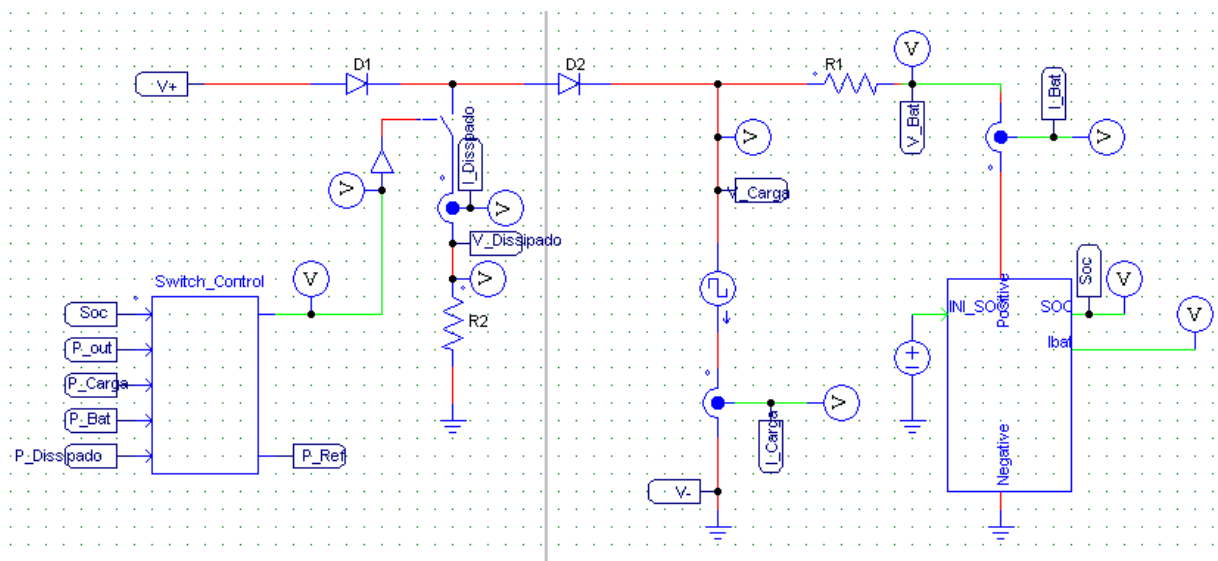 D1
D2
R1
V
V+
I_Bat
V_Bat
V
I_Dissipado
V
V
V
V_Carga
V_Dissipado
Switch_Control
V
V
Soc
V
Soc
INI_SOC
Positive
SOC
V
R2
P_out
Ibat
P_Carga
V
I_Carga
P_Bat
P_Dissipado
P_Ref
Negative
V-